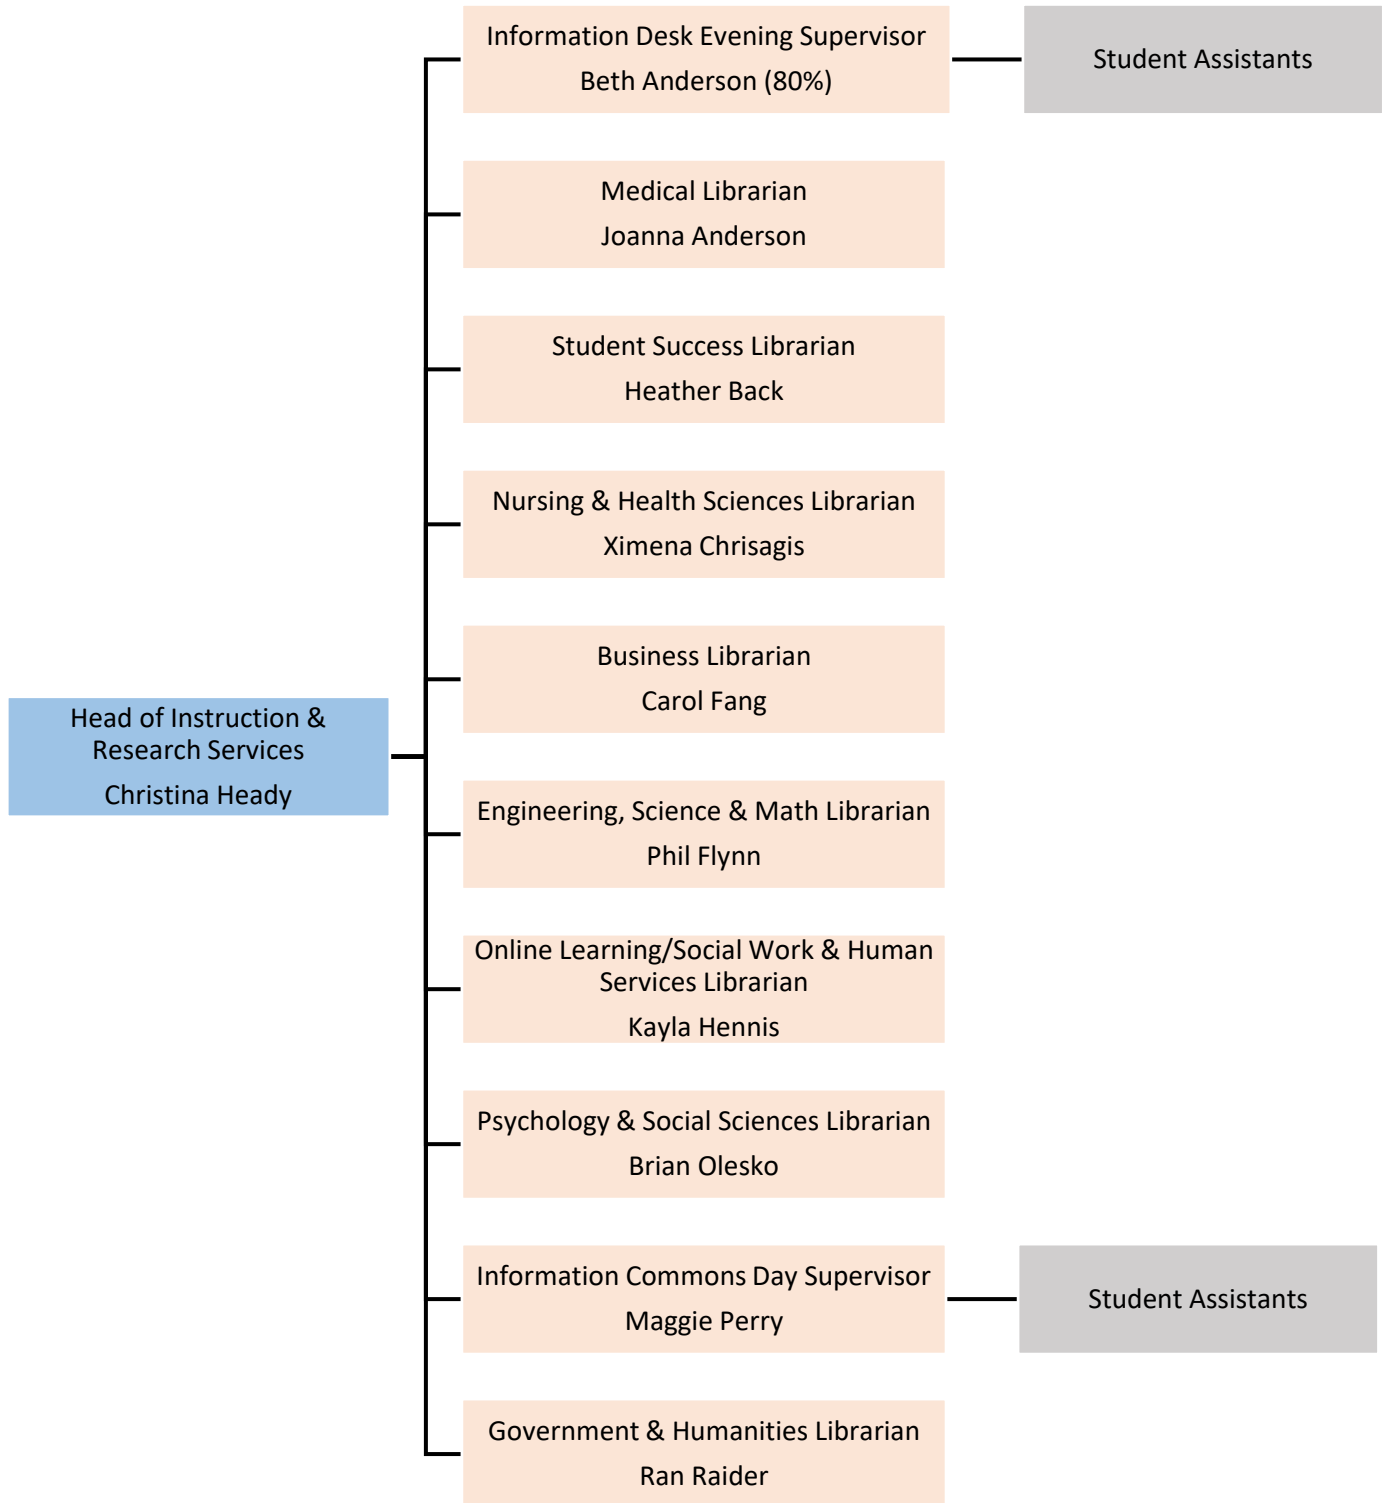 Information Desk Evening Supervisor
Beth Anderson (80%)
Student Assistants
Medical Librarian
Joanna Anderson
Student Success Librarian
Heather Back
Nursing & Health Sciences Librarian
Ximena Chrisagis
Business Librarian
Carol Fang
Head of Instruction &
Research Services
Christina Heady
Engineering, Science & Math Librarian
Phil Flynn
Online Learning/Social Work & Human
Services Librarian
Kayla Hennis
Psychology & Social Sciences Librarian
Brian Olesko
Information Commons Day Supervisor
Maggie Perry
Student Assistants
Government & Humanities Librarian
Ran Raider